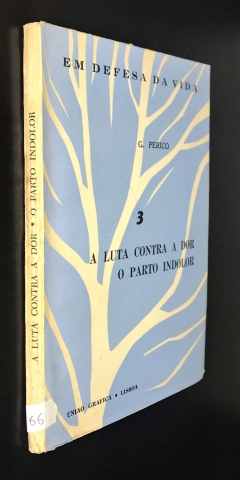 EM DEFESA DA VIDA
G. PERICO
3
A LUTA CONTRA A DOR
O PARTO INDOLOR
UNIÃO GRÁFICA • LISBOA
A LUTA CONTRA A DOR • O PARTO INDOLOR
66